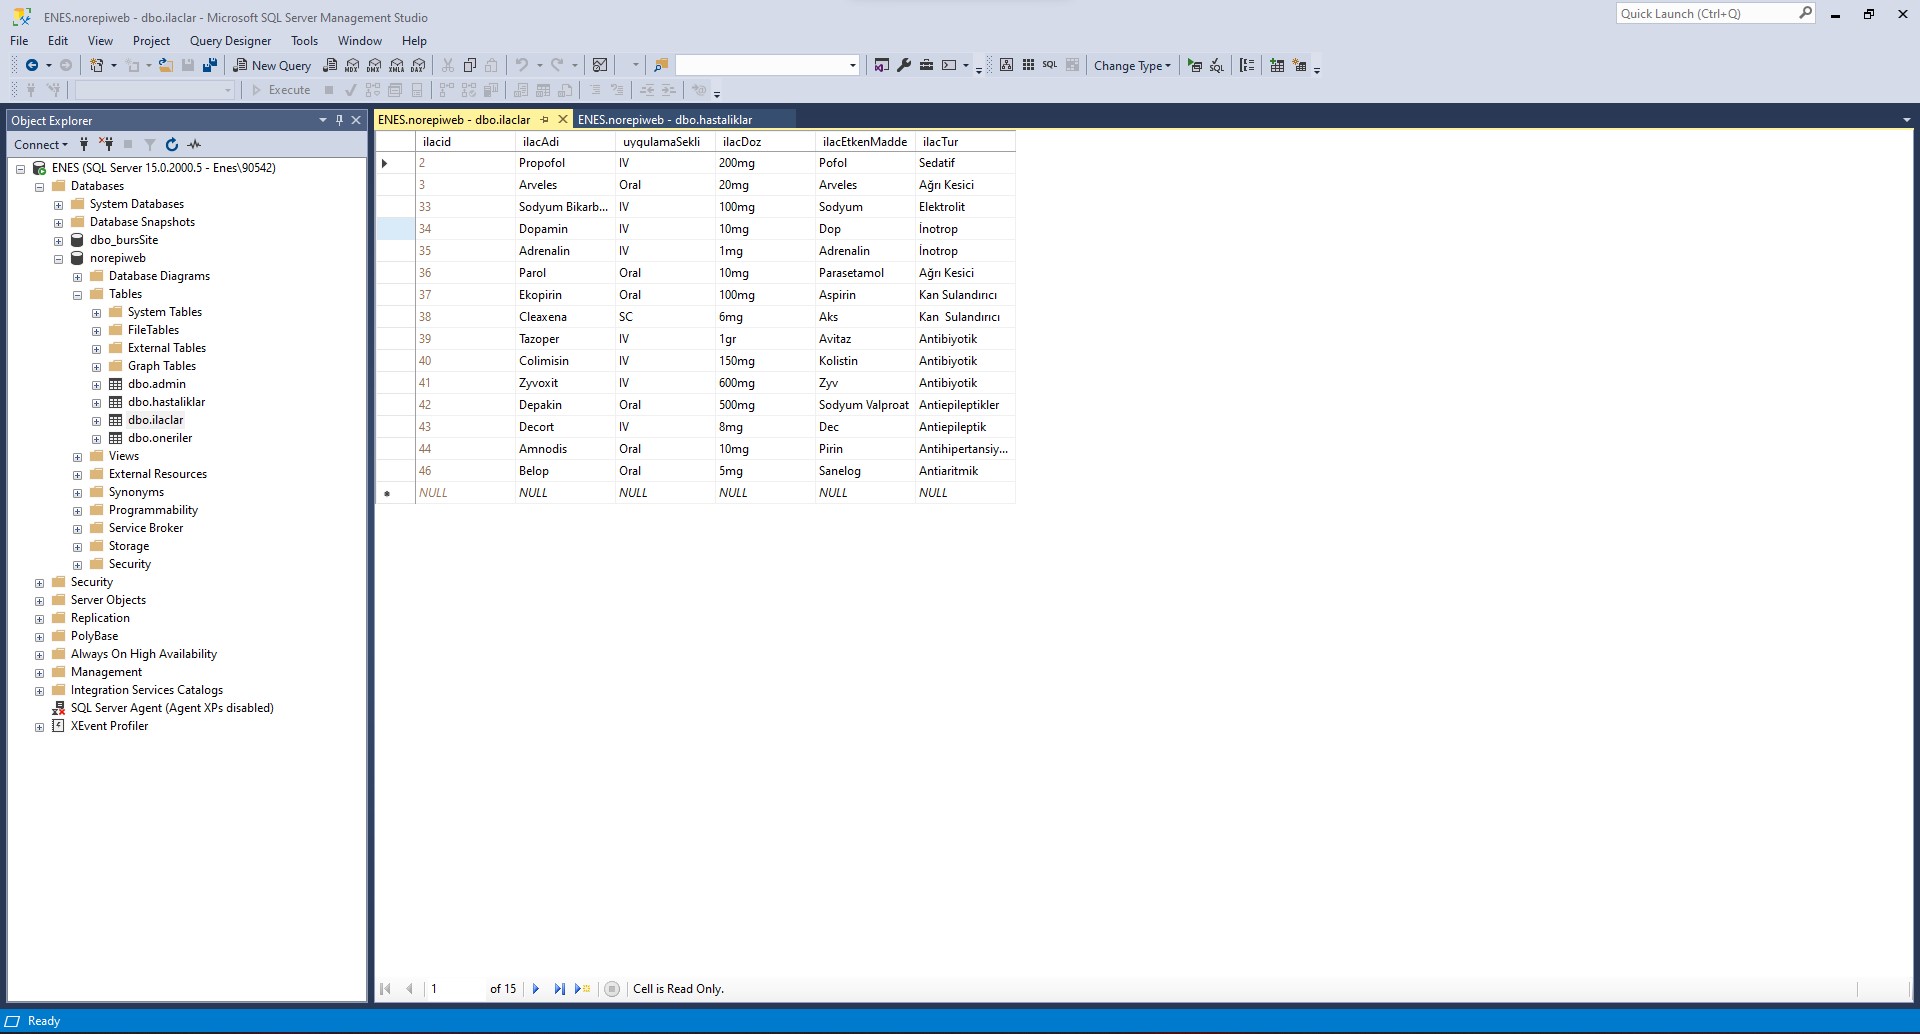 ENES.norepiweb - dbo.ilaclar - Microsoft SQL Server Management Studio
Quick Launch (Ctrl+Q)
File Edit View Project Query Designer Tools Window Help
New Query MDX DMX XMLA DAX SQL Change Type SQL
Execute
Object Explorer
ENES.norepiweb - dbo.ilaclar ENES.norepiweb - dbo.hastaliklar
Connect
ENES (SQL Server 15.0.2000.5 - Enes\90542)
Databases
System Databases
Database Snapshots
dbo_bursSite
norepiweb
Database Diagrams
Tables
System Tables
FileTables
External Tables
Graph Tables
dbo.admin
dbo.hastaliklar
dbo.ilaclar
dbo.oneriler
Views
External Resources
Synonyms
Programmability
Service Broker
Storage
Security
Security
Server Objects
Replication
PolyBase
Always On High Availability
Management
Integration Services Catalogs
SQL Server Agent (Agent XPs disabled)
XEvent Profiler
ilacid ilacAdi uygulamaSekli ilacDoz ilacEtkenMadde ilacTur
2 Propofol IV 200mg Pofol Sedatif
3 Arveles Oral 20mg Arveles Ağrı Kesici
33 Sodyum Bikarb... IV 100mg Sodyum Elektrolit
34 Dopamin IV 10mg Dop İnotrop
35 Adrenalin IV 1mg Adrenalin İnotrop
36 Parol Oral 10mg Parasetamol Ağrı Kesici
37 Ekopirin Oral 100mg Aspirin Kan Sulandırıcı
38 Cleaxena SC 6mg Aks Kan  Sulandırıcı
39 Tazoper IV 1gr Avitaz Antibiyotik
40 Colimisin IV 150mg Kolistin Antibiyotik
41 Zyvoxit IV 600mg Zyv Antibiyotik
42 Depakin Oral 500mg Sodyum Valproat Antiepileptikler
43 Decort IV 8mg Dec Antiepileptik
44 Amnodis Oral 10mg Pirin Antihipertansiy...
46 Belop Oral 5mg Sanelog Antiaritmik
NULL NULL NULL NULL NULL NULL
1 of 15 Cell is Read Only.
Ready